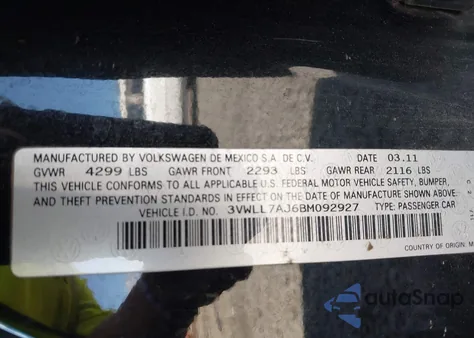 MANUFACTURED BY VOLKSWAGEN DE MEXICO S.A. DE C.V. 03.11
GVWR 4299 LBS GAWR FRONT 2293 LBS GAWR REAR 2116 LBS
THIS VEHICLE CONFORMS TO ALL APPLICABLE U.S. FEDERAL MOTOR VEHICLE SAFETY, BUMPER,
AND THEFT PREVENTION STANDARDS IN EFFECT ON THE DATE OF MANUFACTURE SHOWN ABOVE.
VEHICLE I.D. NO. 3VWLL7AJ6BM092927 TYPE: PASSENGER CAR
COUNTRY OF ORIGIN: M
autoSnap